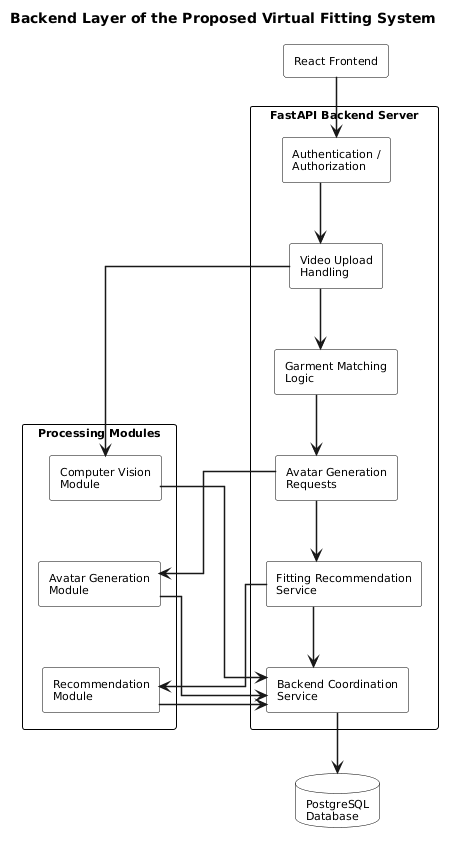 Backend Layer of the Proposed Virtual Fitting System
React Frontend
FastAPI Backend Server
Authentication /
Authorization
Video Upload
Handling
Garment Matching
Logic
Processing Modules
Computer Vision
Module
Avatar Generation
Requests
Avatar Generation
Module
Fitting Recommendation
Service
Recommendation
Module
Backend Coordination
Service
PostgreSQL
Database